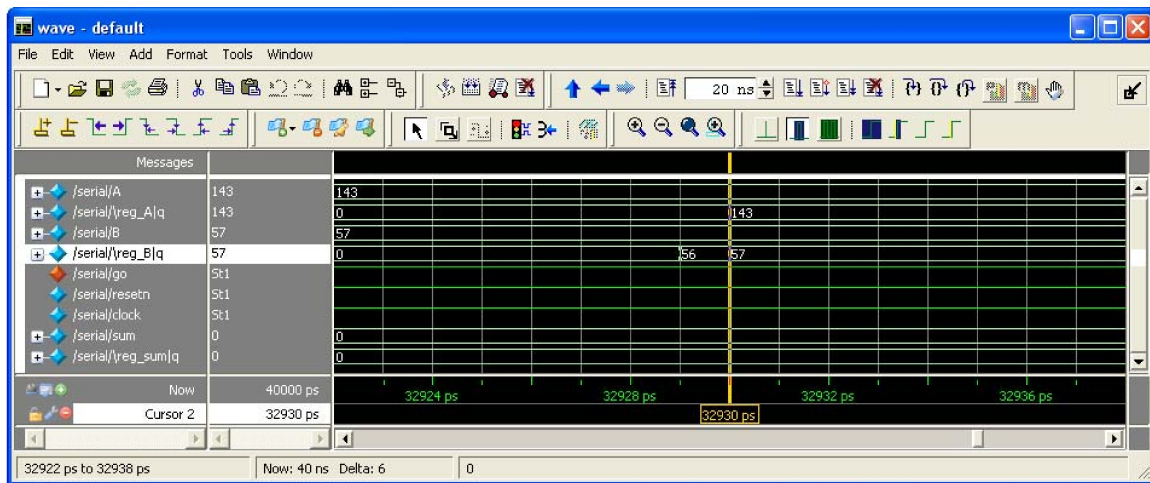 wave - default
File Edit View Add Format Tools Window
20 ns
Messages
/serial/A 143 143
/serial/\reg_A|q 143 0 143
/serial/B 57 57
/serial/\reg_B|q 57 0 56 57
/serial/go St1
/serial/resetn St1
/serial/clock St1
/serial/sum 0 0
/serial/\reg_sum|q 0 0
Now 40000 ps 32924 ps 32928 ps 32932 ps 32936 ps
Cursor 2 32930 ps 32930 ps
32922 ps to 32938 ps Now: 40 ns Delta: 6 0